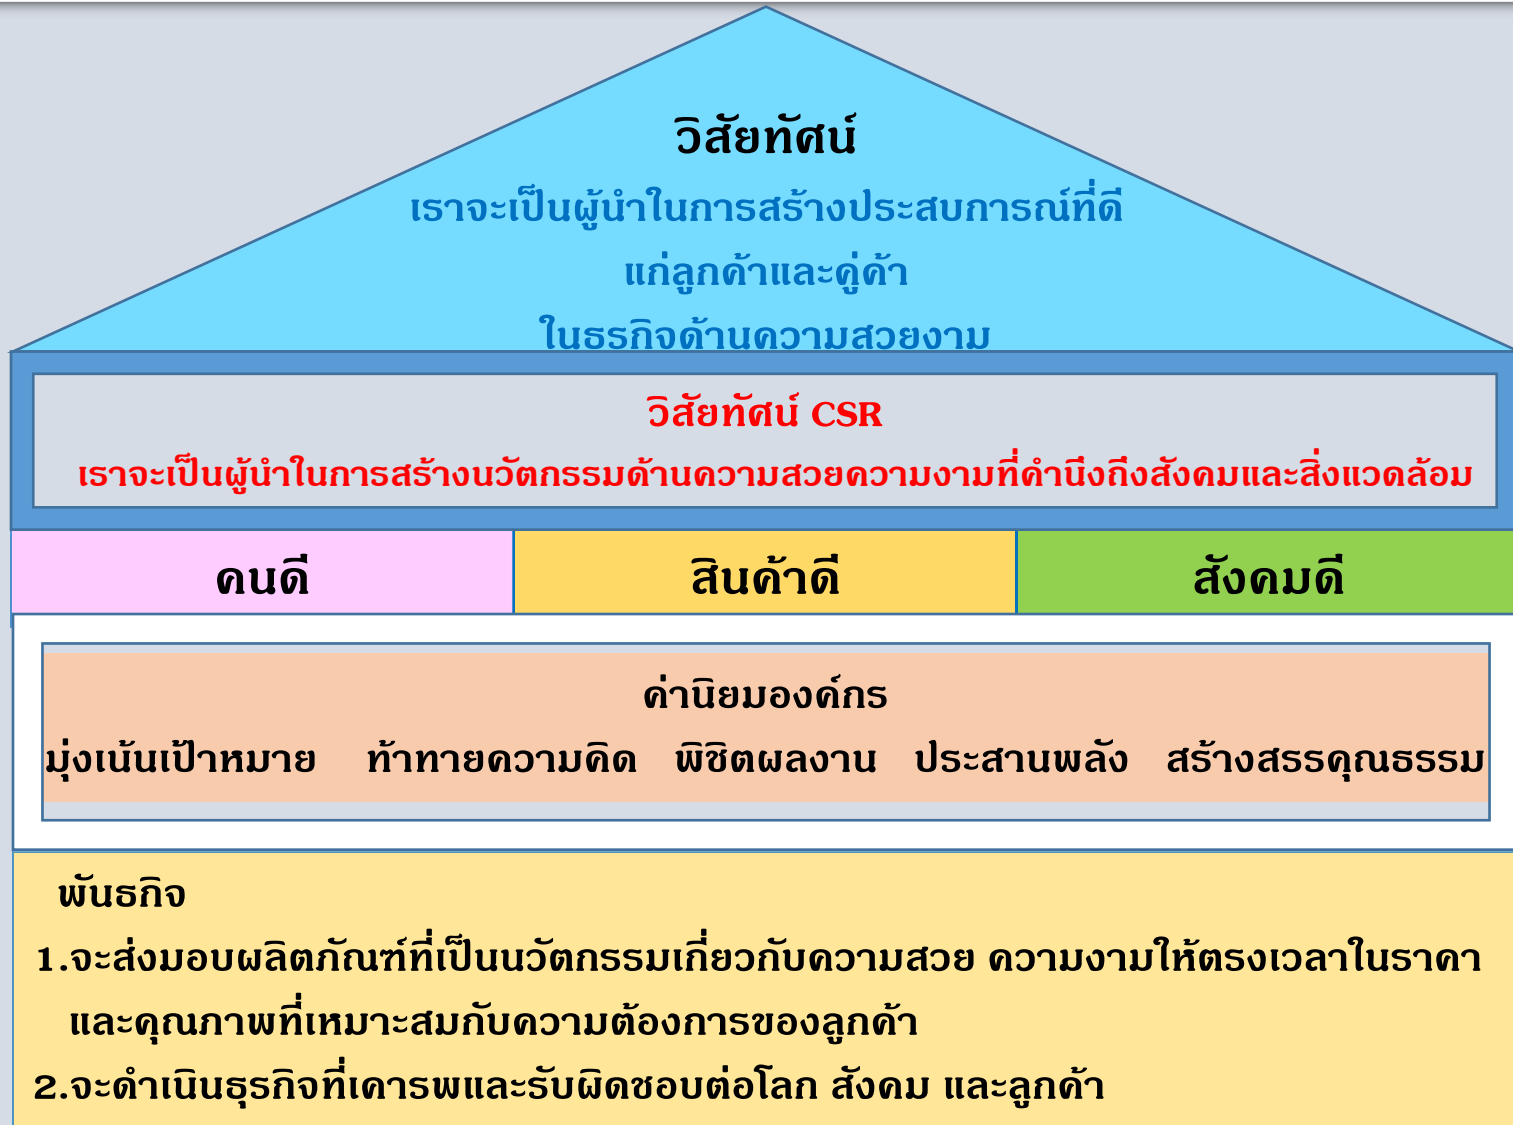 วิสัยทัศน์
เราจะเป็นผู้นำในการสร้างประสบการณ์ที่ดี
แก่ลูกค้าและคู่ค้า
ในธุรกิจด้านความสวยงาม
วิสัยทัศน์ CSR
เราจะเป็นผู้นำในการสร้างนวัตกรรมด้านความสวยความงามที่คำนึงถึงสังคมและสิ่งแวดล้อม
คนดี
สินค้าดี
สังคมดี
ค่านิยมองค์กร
มุ่งเน้นเป้าหมาย ท้าทายความคิด พิชิตผลงาน ประสานพลัง สร้างสรรคุณธรรม
พันธกิจ
1.จะส่งมอบผลิตภัณฑ์ที่เป็นนวัตกรรมเกี่ยวกับความสวย ความงามให้ตรงเวลาในราคา
และคุณภาพที่เหมาะสมกับความต้องการของลูกค้า
2.จะดำเนินธุรกิจที่เคารพและรับผิดชอบต่อโลก สังคม และลูกค้า